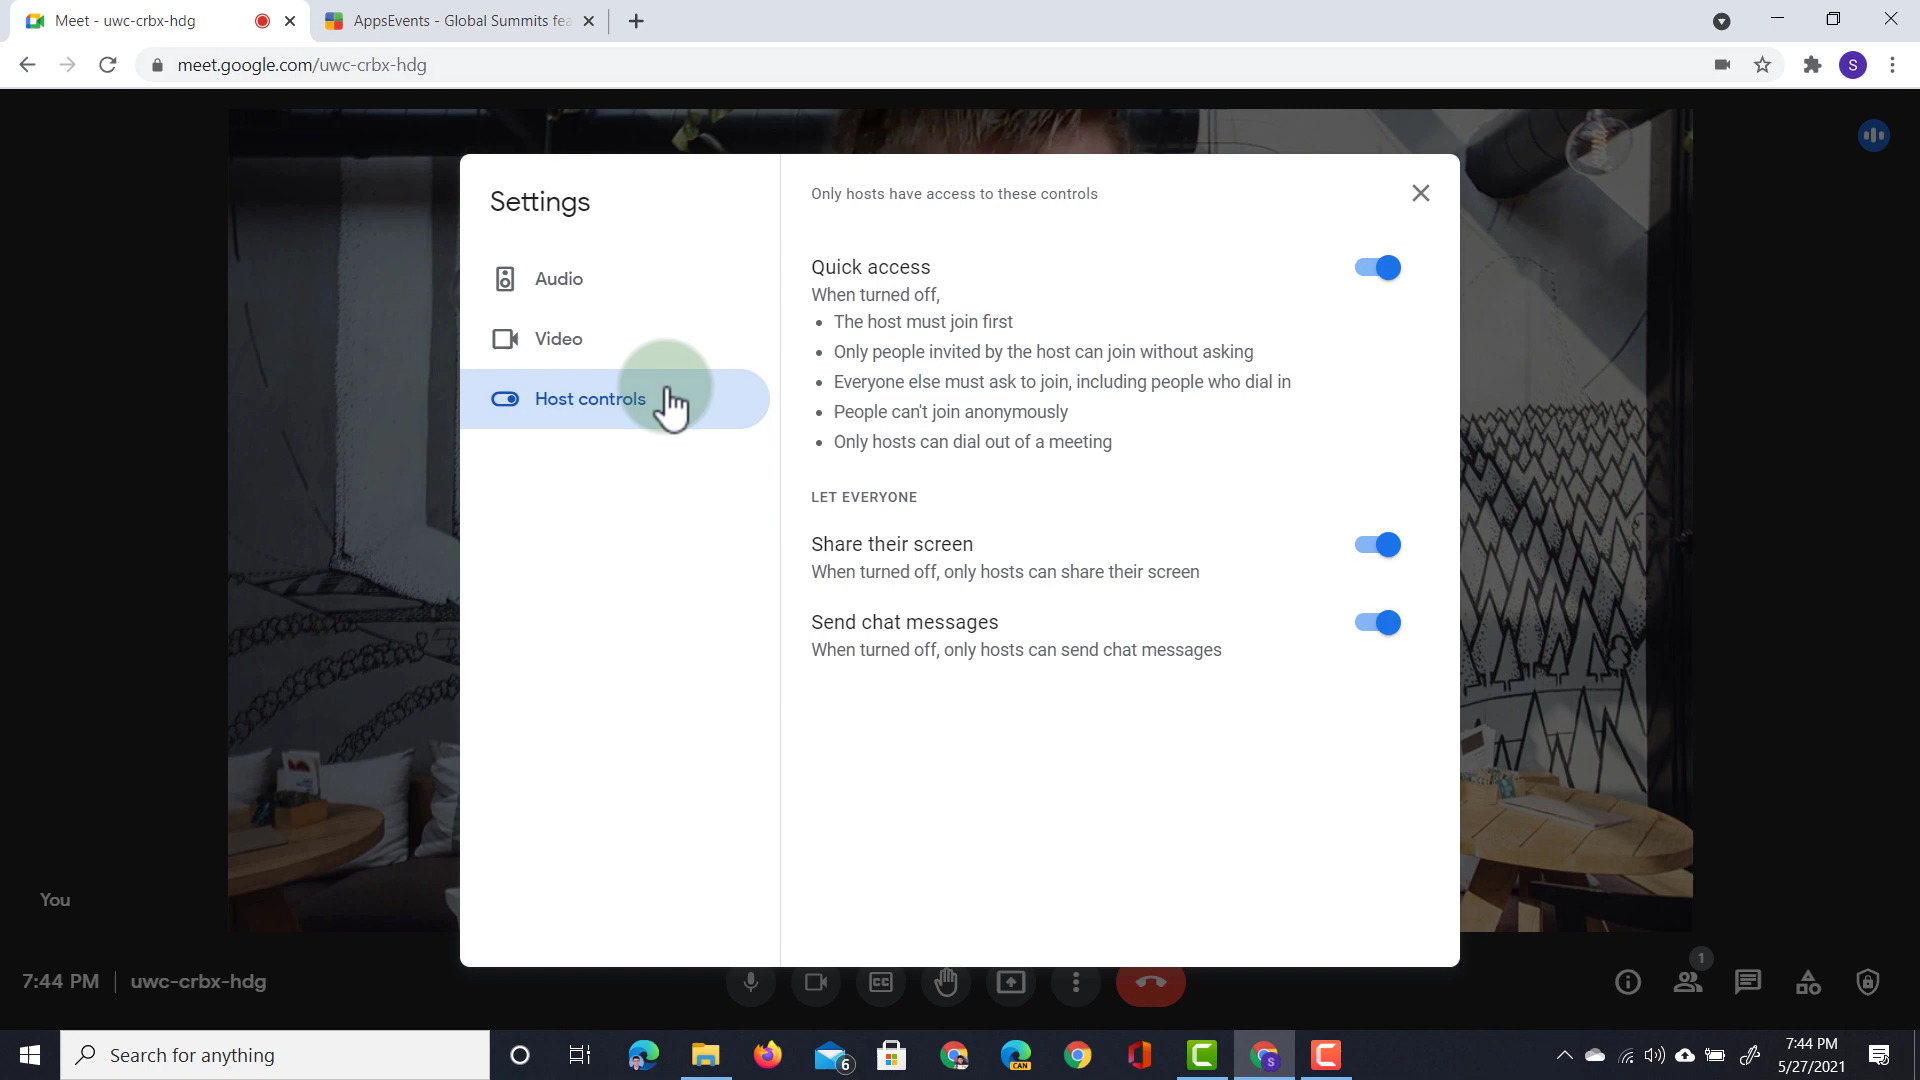 Meet - uwc-crbx-hdg
AppsEvents - Global Summits fea
meet.google.com/uwc-crbx-hdg
S
Settings
Audio
Video
Host controls
Only hosts have access to these controls
Quick access
When turned off,
• The host must join first
• Only people invited by the host can join without asking
• Everyone else must ask to join, including people who dial in
• People can't join anonymously
• Only hosts can dial out of a meeting
LET EVERYONE
Share their screen
When turned off, only hosts can share their screen
Send chat messages
When turned off, only hosts can send chat messages
You
7:44 PM | uwc-crbx-hdg
CC
1
Search for anything
6
CAN
S
7:44 PM
5/27/2021